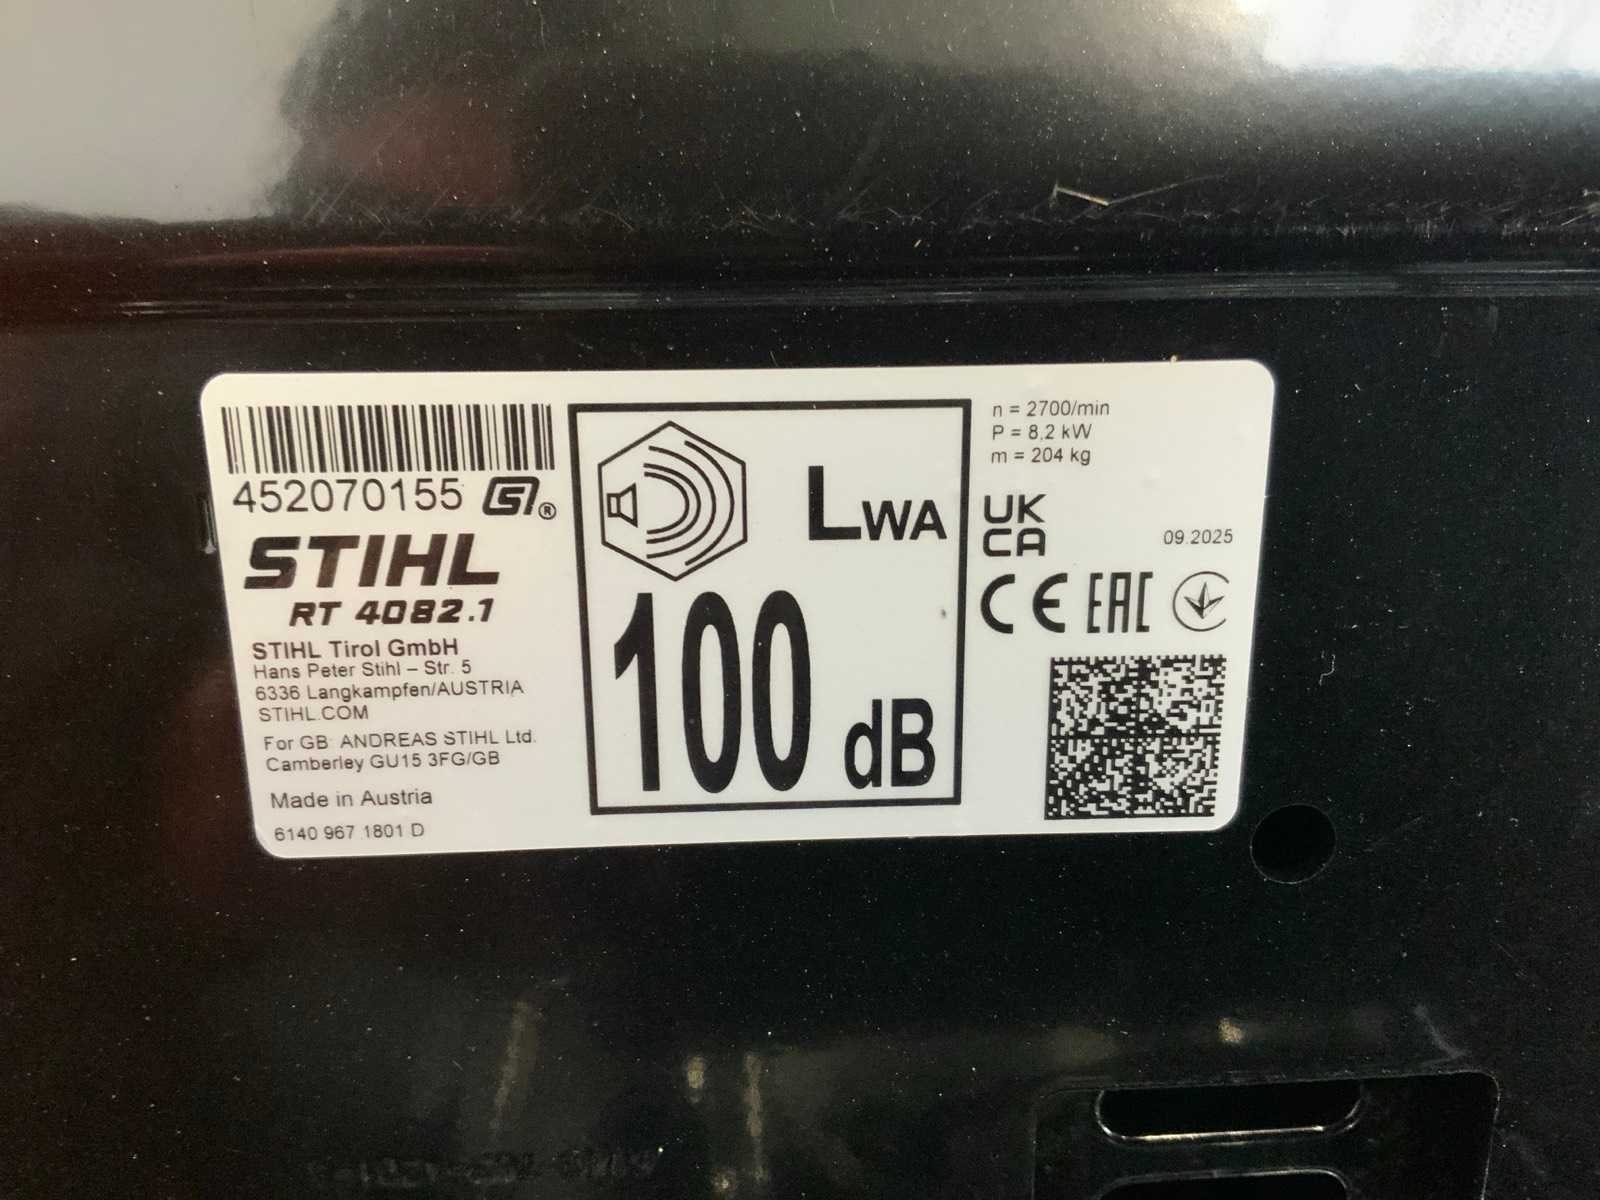 452070155 GS1®
STIHL
RT 4082.1
STIHL Tirol GmbH
Hans Peter Stihl – Str. 5
6336 Langkampfen/AUSTRIA
STIHL.COM
For GB: ANDREAS STIHL Ltd.
Camberley GU15 3FG/GB
Made in Austria
6140 967 1801 D
LWA
100 dB
n = 2700/min
P = 8,2 kW
m = 204 kg
UK
CA
09.2025
CE EAC